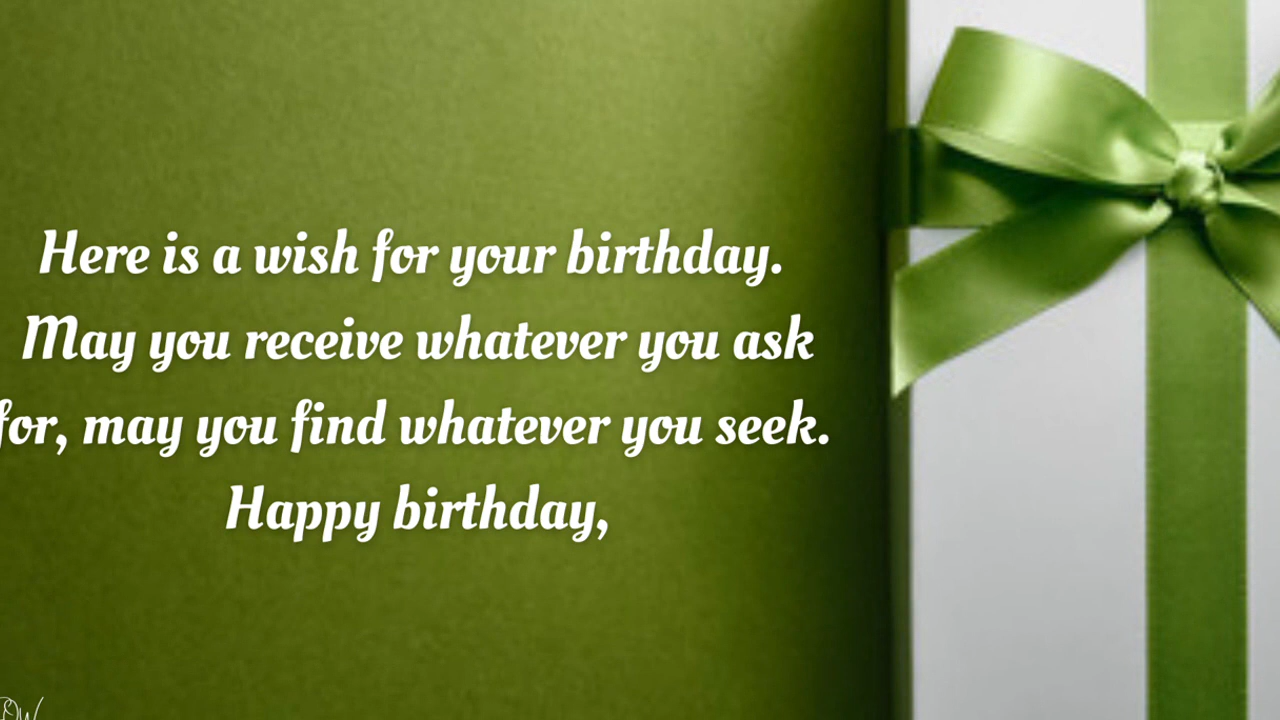 Here is a wish for your birthday.
May you receive whatever you ask
for, may you find whatever you seek.
Happy birthday,